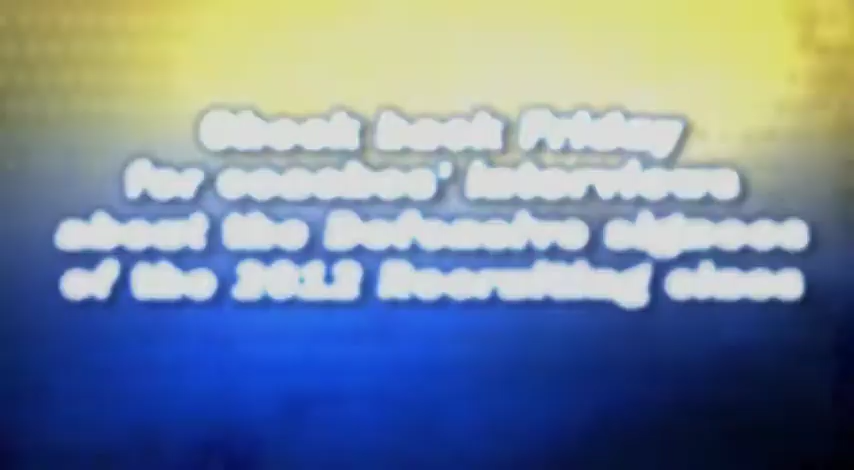 Check back Friday
for coaches' interviews
about the Defensive signees
of the 2012 Recruiting class